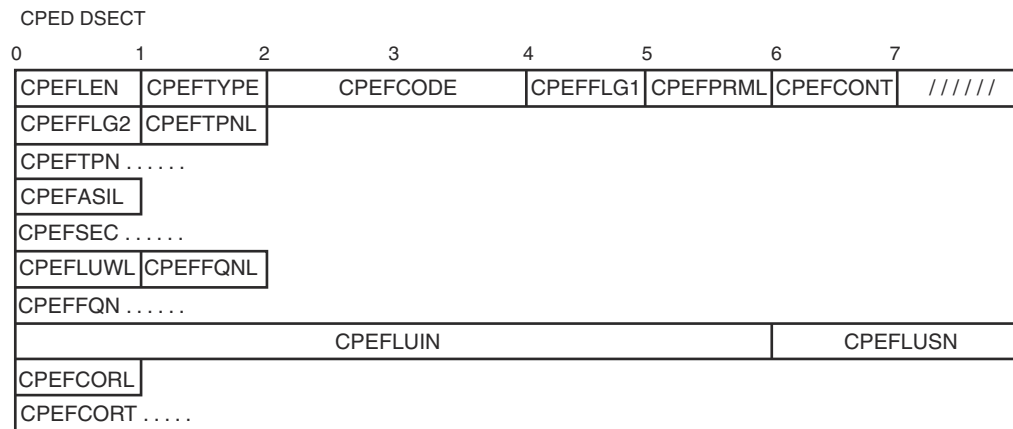 CPED DSECT
0 1 2 3 4 5 6 7
CPEFLEN CPEFTYPE CPEFCODE CPEFFLG1 CPEFPRML CPEFCONT //////
CPEFFLG2 CPEFTPNL
CPEFTPN . . . . . .
CPEFASIL
CPEFSEC . . . . . .
CPEFLUWL CPEFFQNL
CPEFFQN . . . . . .
CPEFLUIN CPEFLUSN
CPEFCORL
CPEFCORT . . . . .